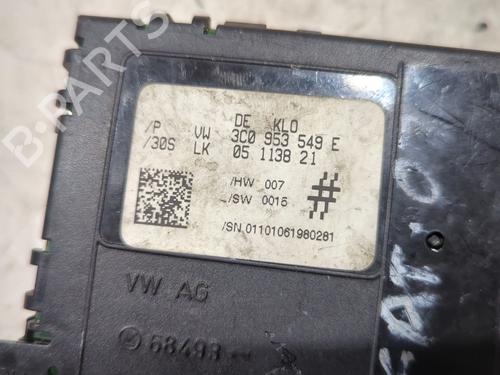 B-PARTS
DE KLO
/P VW 3C0 953 549 E
/30S LK 05 1138 21
/HW 007
/SW 0015
/SN 01101061980281
VW AG
68493